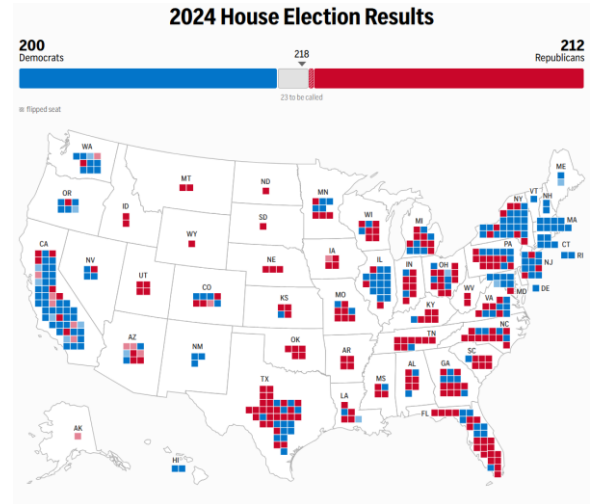 2024 House Election Results
200
212
Democrats
218
Republicans
23 to be called
flipped seat
WA
ME
MT
ND
VT
NH
OR
MN
NY
ID
SD
WI
MI
MA
WY
CT
RI
CA
IA
PA
NV
NE
IL
IN
OH
NJ
UT
CO
WV
MD
DE
KS
MO
VA
KY
AZ
NC
TN
NM
OK
AR
SC
AL
GA
TX
MS
LA
FL
AK
HI